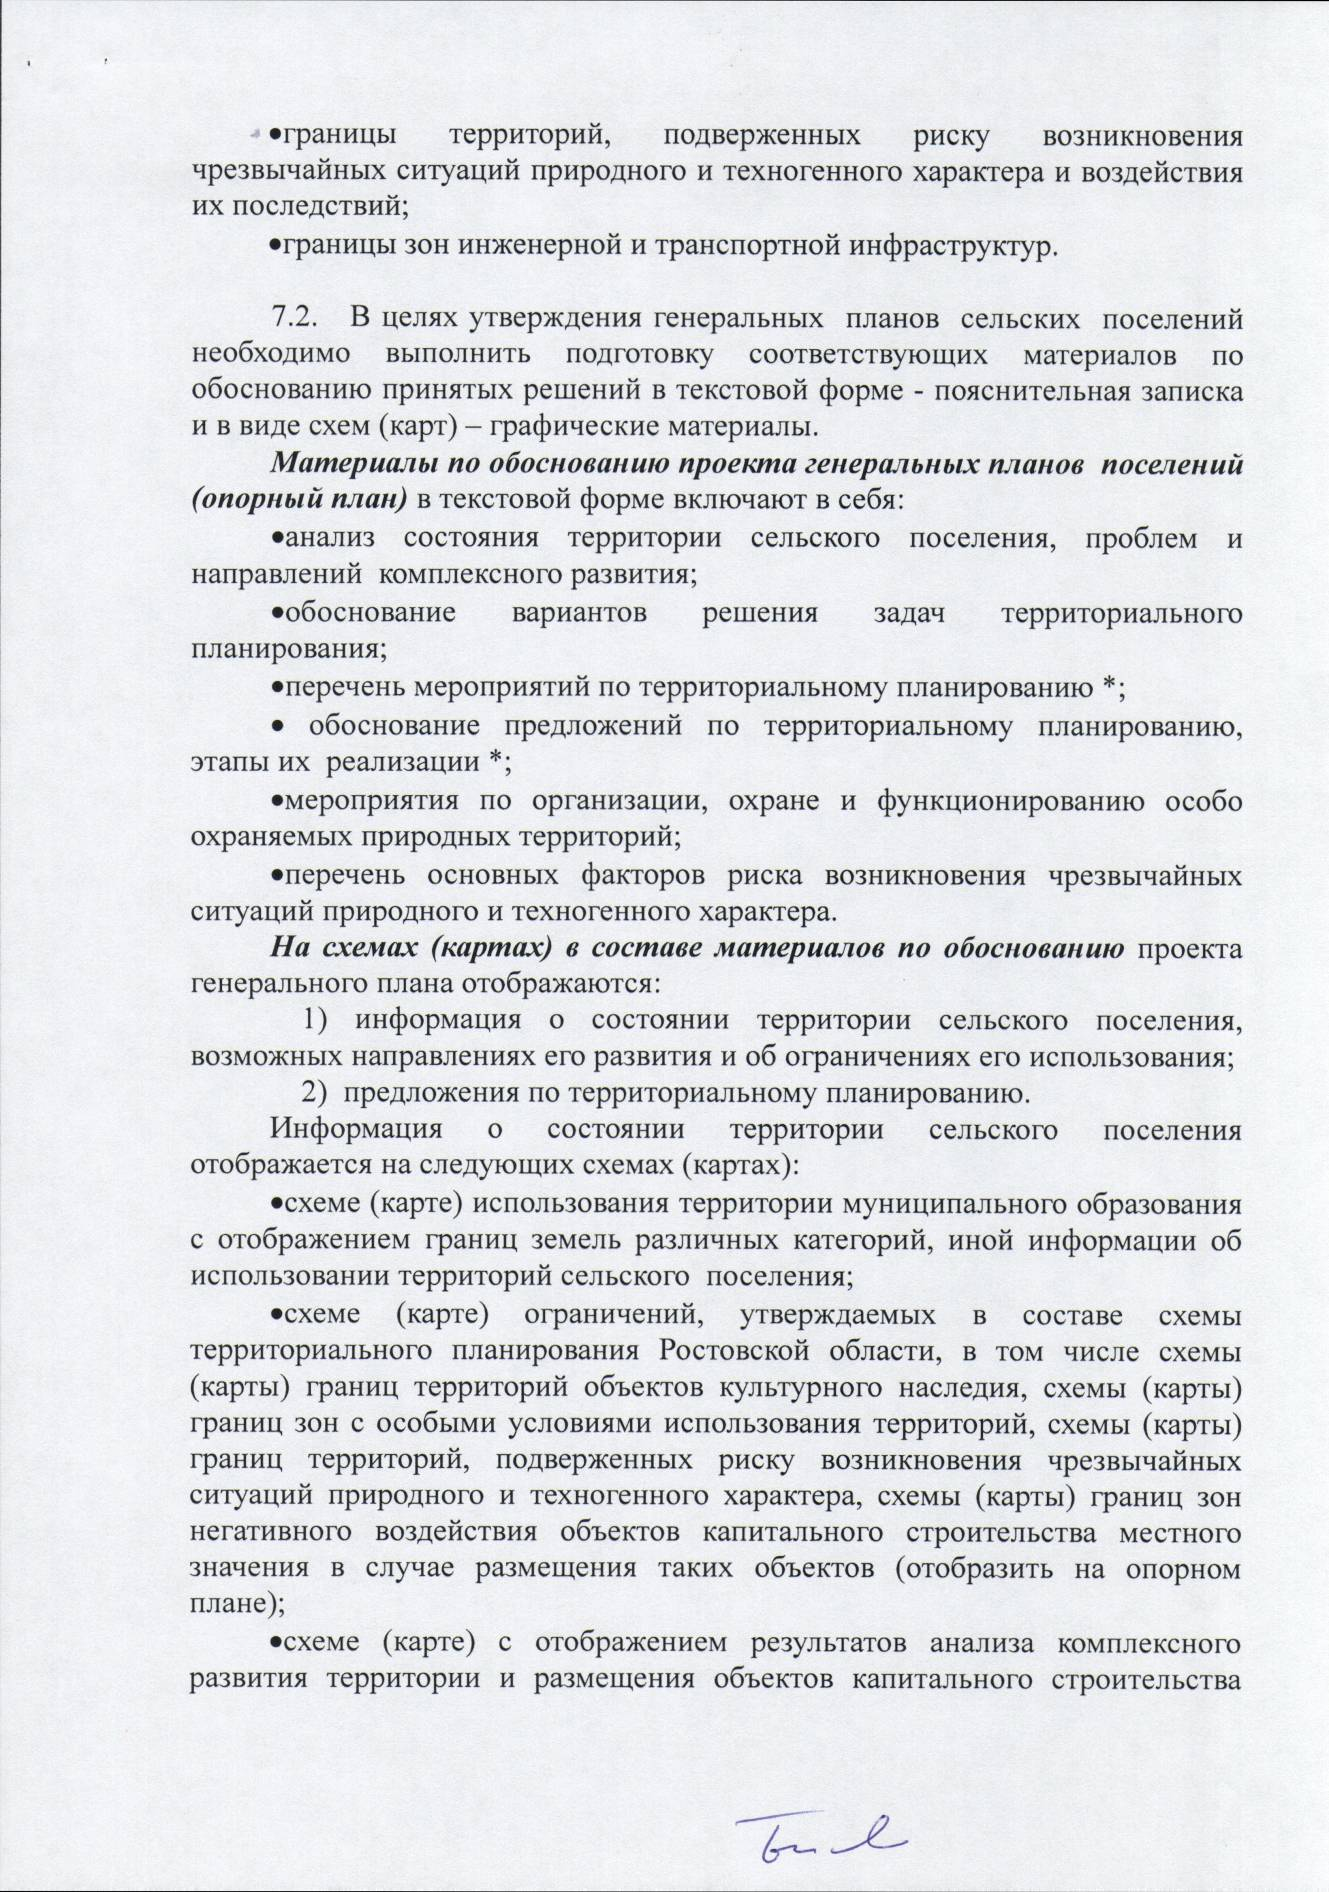 •границы территорий, подверженных риску возникновения
чрезвычайных ситуаций природного и техногенного характера и воздействия
их последствий;
•границы зон инженерной и транспортной инфраструктур.
7.2. В целях утверждения генеральных планов сельских поселений
необходимо выполнить подготовку соответствующих материалов по
обоснованию принятых решений в текстовой форме - пояснительная записка
и в виде схем (карт) – графические материалы.
Материалы по обоснованию проекта генеральных планов поселений
(опорный план) в текстовой форме включают в себя:
•анализ состояния территории сельского поселения, проблем и
направлений комплексного развития;
•обоснование вариантов решения задач территориального
планирования;
•перечень мероприятий по территориальному планированию *;
• обоснование предложений по территориальному планированию,
этапы их реализации *;
•мероприятия по организации, охране и функционированию особо
охраняемых природных территорий;
•перечень основных факторов риска возникновения чрезвычайных
ситуаций природного и техногенного характера.
На схемах (картах) в составе материалов по обоснованию проекта
генерального плана отображаются:
1) информация о состоянии территории сельского поселения,
возможных направлениях его развития и об ограничениях его использования;
2) предложения по территориальному планированию.
Информация о состоянии территории сельского поселения
отображается на следующих схемах (картах):
•схеме (карте) использования территории муниципального образования
с отображением границ земель различных категорий, иной информации об
использовании территорий сельского поселения;
•схеме (карте) ограничений, утверждаемых в составе схемы
территориального планирования Ростовской области, в том числе схемы
(карты) границ территорий объектов культурного наследия, схемы (карты)
границ зон с особыми условиями использования территорий, схемы (карты)
границ территорий, подверженных риску возникновения чрезвычайных
ситуаций природного и техногенного характера, схемы (карты) границ зон
негативного воздействия объектов капитального строительства местного
значения в случае размещения таких объектов (отобразить на опорном
плане);
•схеме (карте) с отображением результатов анализа комплексного
развития территории и размещения объектов капитального строительства